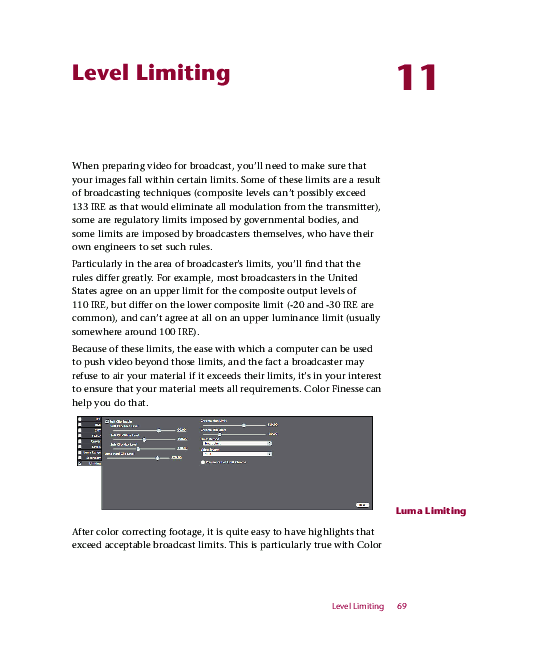 Level Limiting
11
When preparing video for broadcast, you'll need to make sure that
your images fall within certain limits. Some of these limits are a result
of broadcasting techniques (composite levels can't possibly exceed
133 IRE as that would eliminate all modulation from the transmitter),
some are regulatory limits imposed by governmental bodies, and
some limits are imposed by broadcasters themselves, who have their
own engineers to set such rules.
Particularly in the area of broadcaster's limits, you'll find that the
rules differ greatly. For example, most broadcasters in the United
States agree on an upper limit for the composite output levels of
110 IRE, but differ on the lower composite limit (-20 and -30 IRE are
common), and can't agree at all on an upper luminance limit (usually
somewhere around 100 IRE).
Because of these limits, the ease with which a computer can be used
to push video beyond those limits, and the fact a broadcaster may
refuse to air your material if it exceeds their limits, it's in your interest
to ensure that your material meets all requirements. Color Finesse can
help you do that.
Luma Limiting
After color correcting footage, it is quite easy to have highlights that
exceed acceptable broadcast limits. This is particularly true with Color
Level Limiting 69